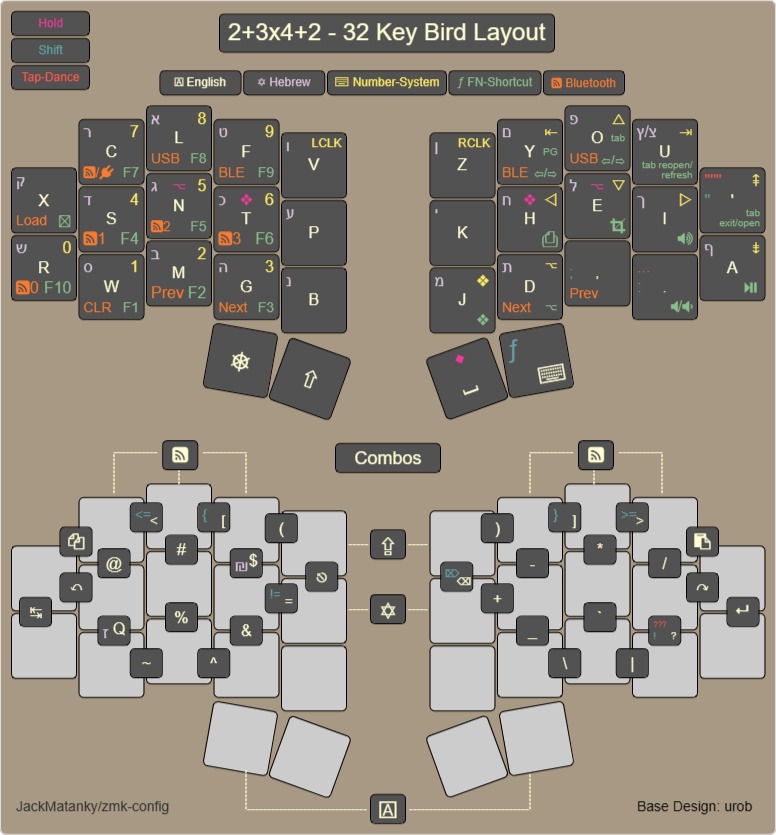 Hold
Shift
Tap-Dance
2+3x4+2 - 32 Key Bird Layout
A English
Hebrew
Number-System
ƒ FN-Shortcut
Bluetooth
ר 7
C
F7
א 8
L
USB F8
ט 9
F
BLE F9
ו LCLK
V
ק
X
Load
ד 4
S
1 F4
ג 5
N
2 F5
כ 6
T
3 F6
ע
P
ש 0
R
0 F10
ס 1
W
CLR F1
ב 2
M
Prev F2
ה 3
G
Next F3
נ
B
ן RCLK
Z
ם
Y PG
BLE
פ
O tab
USB
צ/ץ
U
tab reopen/
refresh
י
K
ח
H
ל
E
ך
I
"""
" '
tab
exit/open
מ
J
ת
D
Next
,
Prev
...
.
ף
A
ƒ
Combos
<= <
{ [
(
@
#
₪ $
!= =
ז Q
%
&
~
^
)
} ]
>= >
-
*
/
+
_
`
???
! ?
\
|
A
JackMatanky/zmk-config
Base Design: urob